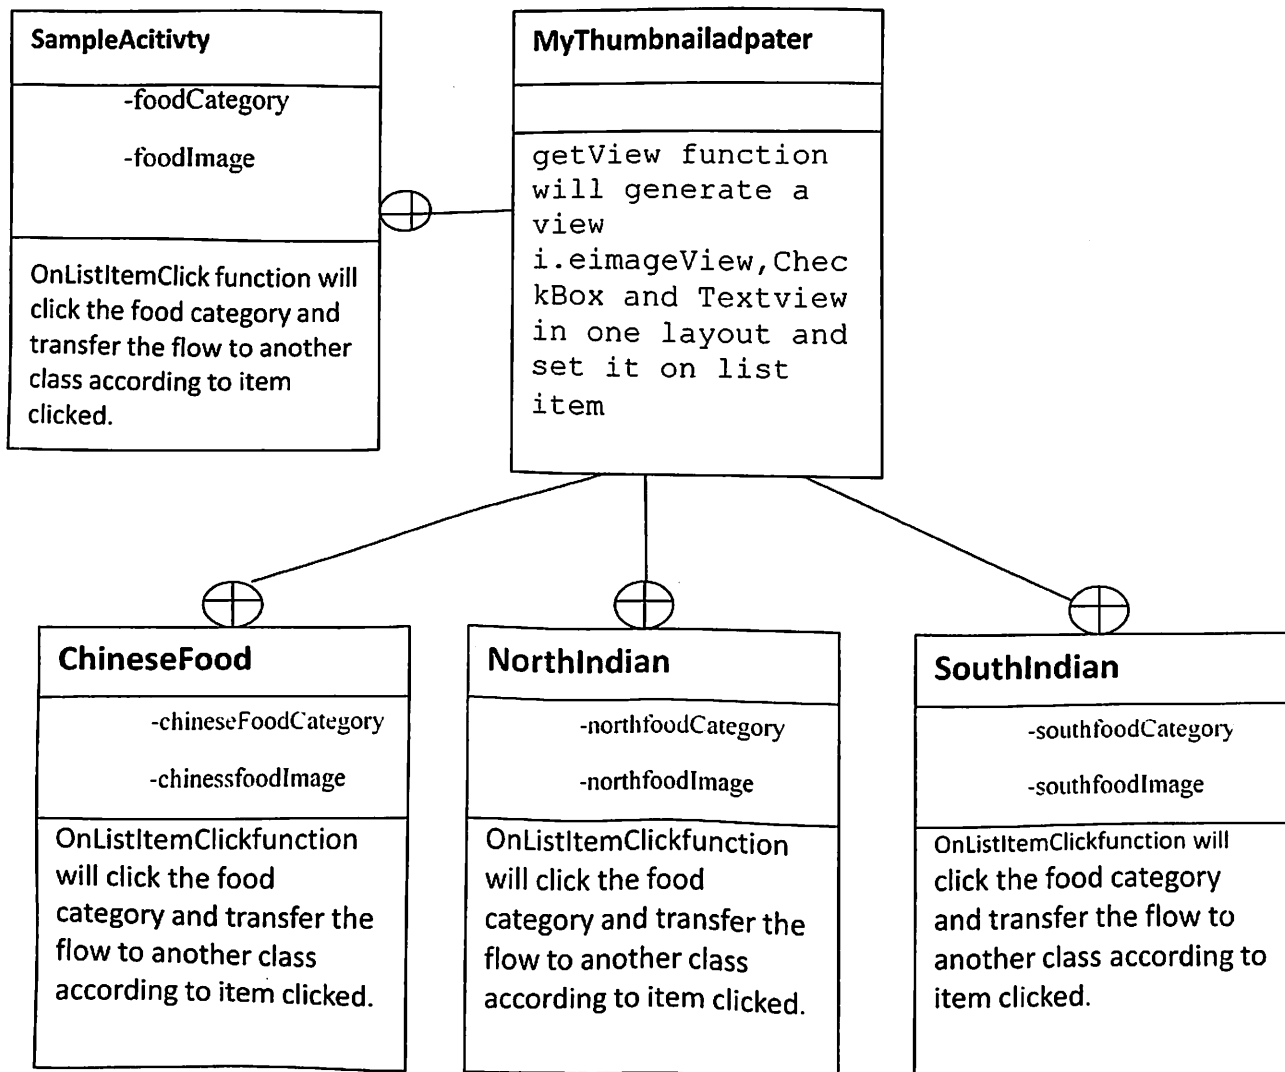 SampleAcitivty
-foodCategory
-foodImage
OnListItemClick function will
click the food category and
transfer the flow to another
class according to item
clicked.
MyThumbnailadpater
getView function
will generate a
view
i.eimageView,Chec
kBox and Textview
in one layout and
set it on list
item
ChineseFood
-chineseFoodCategory
-chinessfoodImage
OnListItemClickfunction
will click the food
category and transfer the
flow to another class
according to item clicked.
NorthIndian
-northfoodCategory
-northfoodImage
OnListItemClickfunction
will click the food
category and transfer the
flow to another class
according to item clicked.
SouthIndian
-southfoodCategory
-southfoodImage
OnListItemClickfunction will
click the food category
and transfer the flow to
another class according to
item clicked.